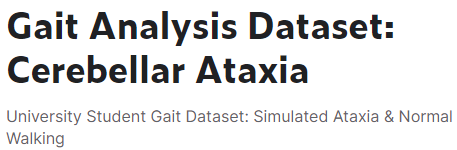 Gait Analysis Dataset:
Cerebellar Ataxia
University Student Gait Dataset: Simulated Ataxia & Normal
Walking